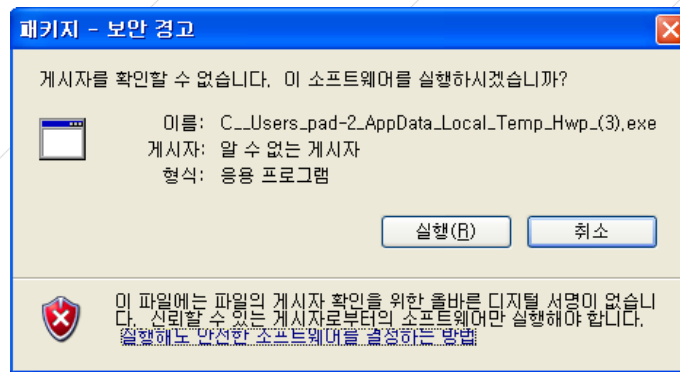 패키지 - 보안 경고
게시자를 확인할 수 없습니다. 이 소프트웨어를 실행하시겠습니까?
이름: C__Users_pad-2_AppData_Local_Temp_Hwp_(3).exe
게시자: 알 수 없는 게시자
형식: 응용 프로그램
실행(R) 취소
이 파일에는 파일의 게시자 확인을 위한 올바른 디지털 서명이 없습니
다. 신뢰할 수 있는 게시자로부터의 소프트웨어만 실행해야 합니다.
실행해도 안전한 소프트웨어를 결정하는 방법